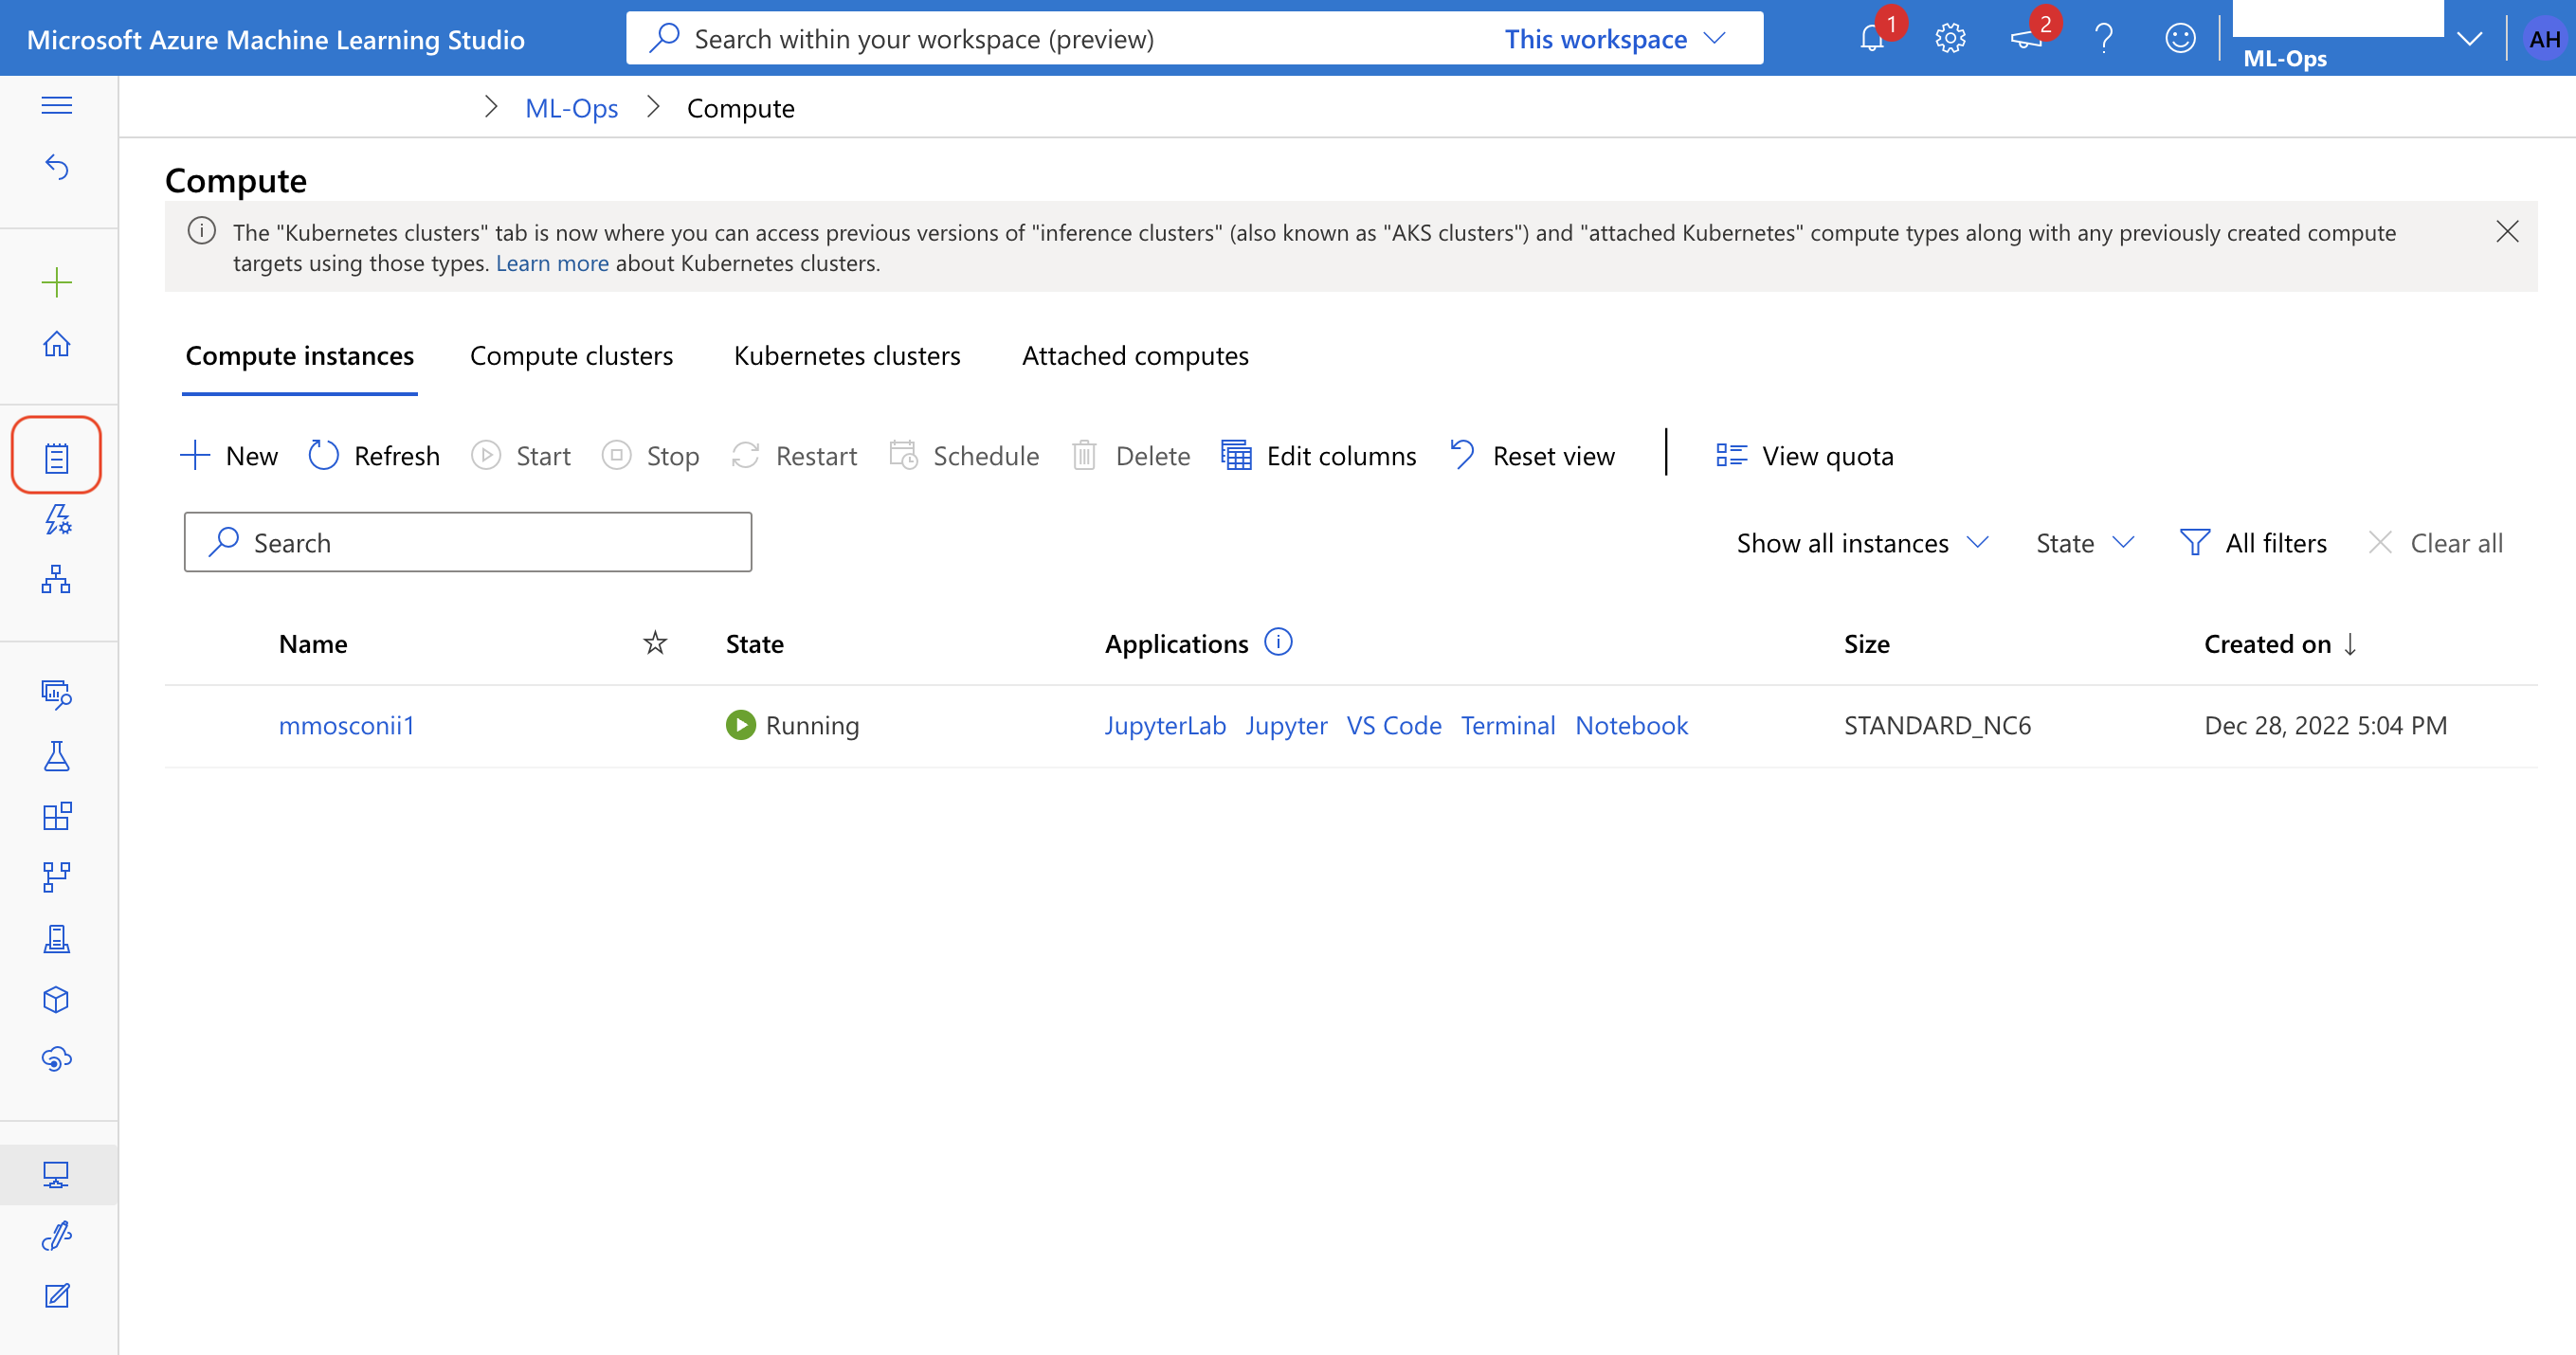 Microsoft Azure Machine Learning Studio
Search within your workspace (preview)
This workspace
1
2
ML-Ops
AH
ML-Ops
Compute
Compute
The "Kubernetes clusters" tab is now where you can access previous versions of "inference clusters" (also known as "AKS clusters") and "attached Kubernetes" compute types along with any previously created compute
targets using those types. Learn more about Kubernetes clusters.
Compute instances Compute clusters Kubernetes clusters Attached computes
New Refresh Start Stop Restart Schedule Delete Edit columns Reset view View quota
Search
Show all instances State All filters Clear all
Name State Applications Size Created on
mmosconii1 Running JupyterLab Jupyter VS Code Terminal Notebook STANDARD_NC6 Dec 28, 2022 5:04 PM